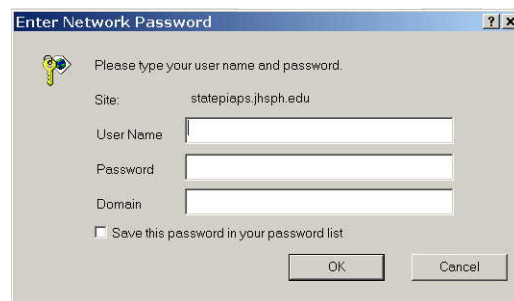 Enter Network Password
Please type your user name and password.
Site: statepiaps.jhsph.edu
User Name
Password
Domain
Save this password in your password list
OK Cancel